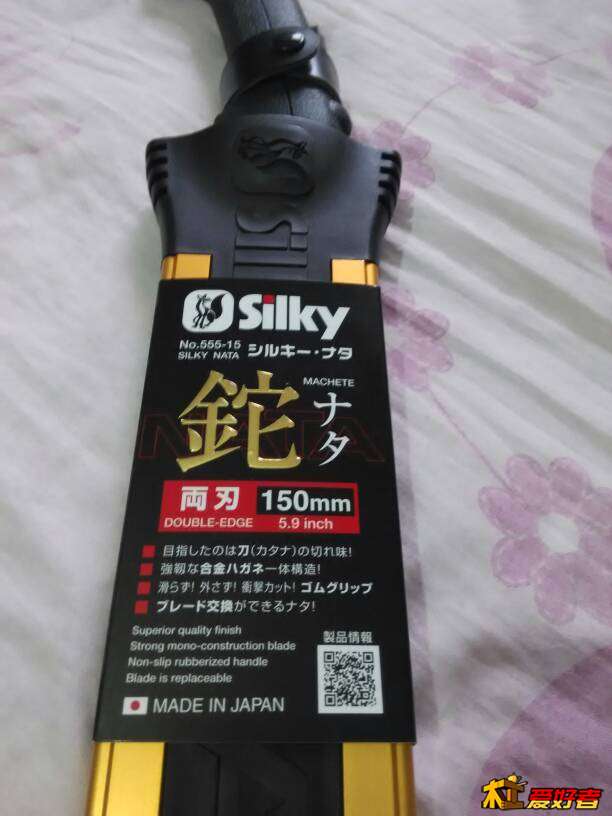 Silky
Silky
No.555-15
SILKY NATA シルキー・ナタ
MACHETE
鉈 ナタ
NATA
両刃 150mm
DOUBLE-EDGE 5.9 inch
目指したのは刀(カタナ)の切れ味!
強靭な合金ハガネ一体構造!
滑らず! 外さず! 衝撃カット! ゴムグリップ
ブレード交換ができるナタ!
Superior quality finish
Strong mono-construction blade
Non-slip rubberized handle
Blade is replaceable
製品情報
MADE IN JAPAN
杠爱好者